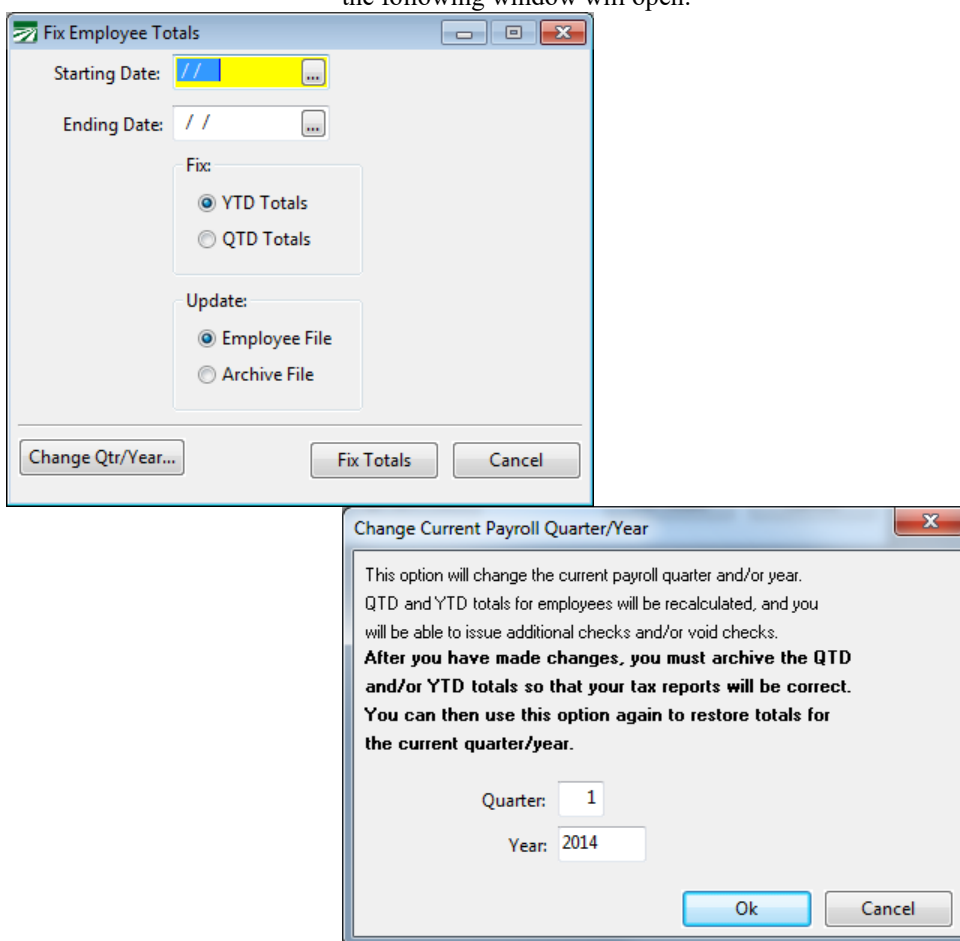 the following window will open:
Fix Employee Totals
Starting Date: / / ...
Ending Date: / / ...
Fix:
YTD Totals
QTD Totals
Update:
Employee File
Archive File
Change Qtr/Year... Fix Totals Cancel
Change Current Payroll Quarter/Year
This option will change the current payroll quarter and/or year.
QTD and YTD totals for employees will be recalculated, and you
will be able to issue additional checks and/or void checks.
After you have made changes, you must archive the QTD
and/or YTD totals so that your tax reports will be correct.
You can then use this option again to restore totals for
the current quarter/year.
Quarter: 1
Year: 2014
Ok Cancel